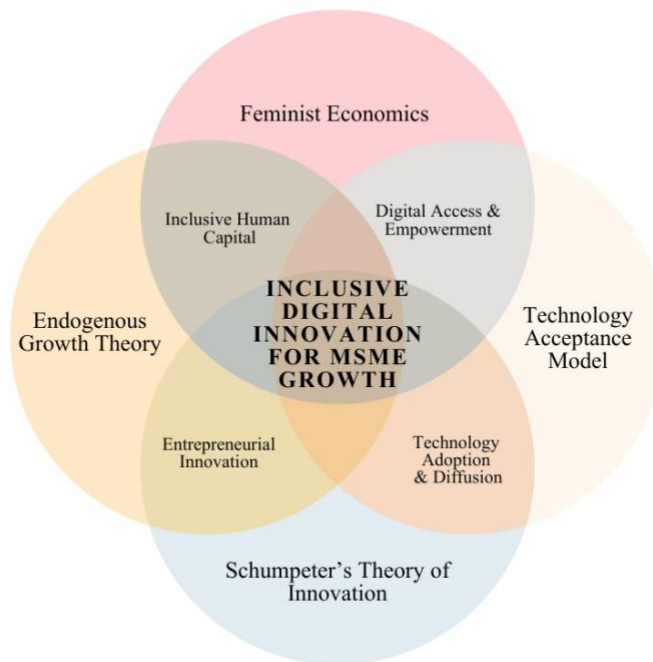 Feminist Economics
Inclusive Human
Capital
Digital Access &
Empowerment
INCLUSIVE
DIGITAL
INNOVATION
FOR MSME
GROWTH
Endogenous
Growth Theory
Technology
Acceptance
Model
Entrepreneurial
Innovation
Technology
Adoption
& Diffusion
Schumpeter’s Theory of
Innovation